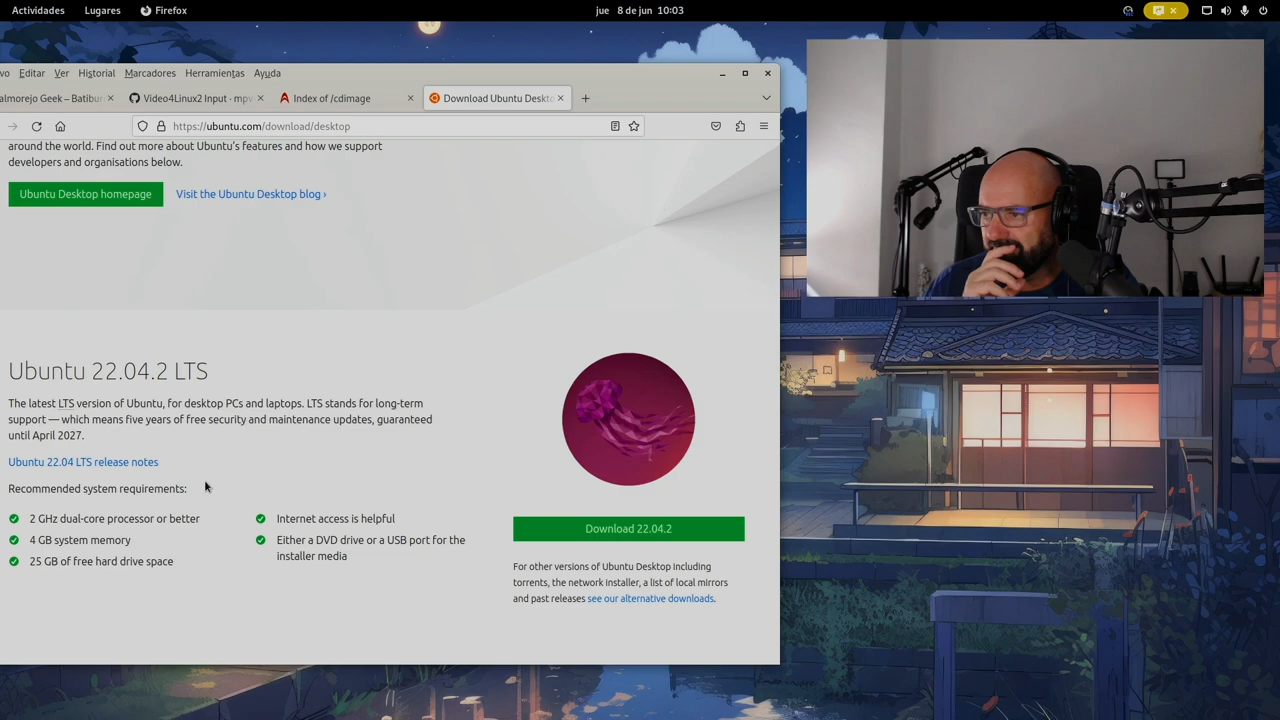 Actividades Lugares Firefox jue 8 de jun 10:03
vo Editar Ver Historial Marcadores Herramientas Ayuda
almorejo Geek – Batibur Video4Linux2 Input · mpv Index of /cdimage Download Ubuntu Deskto
https://ubuntu.com/download/desktop
around the world. Find out more about Ubuntu's features and how we support
developers and organisations below.
Ubuntu Desktop homepage Visit the Ubuntu Desktop blog ›
Ubuntu 22.04.2 LTS
The latest LTS version of Ubuntu, for desktop PCs and laptops. LTS stands for long-term
support — which means five years of free security and maintenance updates, guaranteed
until April 2027.
Ubuntu 22.04 LTS release notes
Recommended system requirements:
2 GHz dual-core processor or better
4 GB system memory
25 GB of free hard drive space
Internet access is helpful
Either a DVD drive or a USB port for the
installer media
Download 22.04.2
For other versions of Ubuntu Desktop including
torrents, the network installer, a list of local mirrors
and past releases see our alternative downloads.